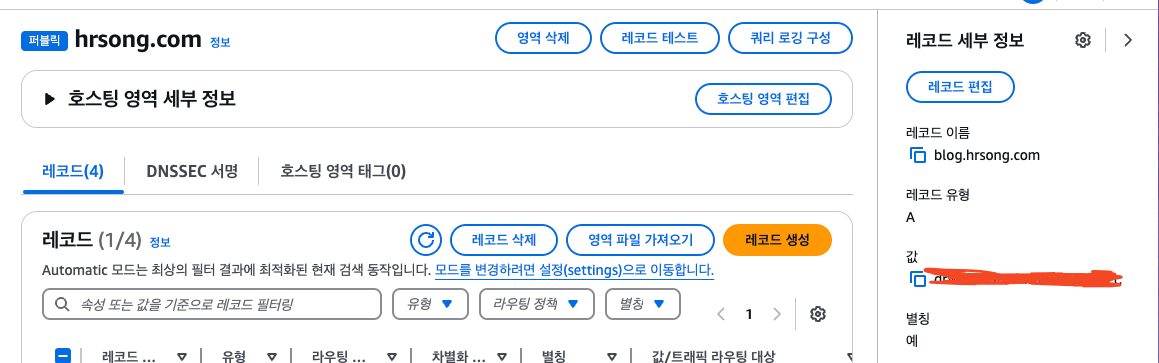 퍼블릭 hrsong.com 정보
영역 삭제
레코드 테스트
쿼리 로깅 구성
호스팅 영역 세부 정보
호스팅 영역 편집
레코드(4)
DNSSEC 서명
호스팅 영역 태그(0)
레코드 (1/4) 정보
레코드 삭제
영역 파일 가져오기
레코드 생성
Automatic 모드는 최상의 필터 결과에 최적화된 현재 검색 동작입니다. 모드를 변경하려면 설정(settings)으로 이동합니다.
속성 또는 값을 기준으로 레코드 필터링
유형
라우팅 정책
별칭
1
레코드 ...
유형
라우팅 ...
차별화 ...
별칭
값/트래픽 라우팅 대상
레코드 세부 정보
레코드 편집
레코드 이름
blog.hrsong.com
레코드 유형
A
값
별칭
예